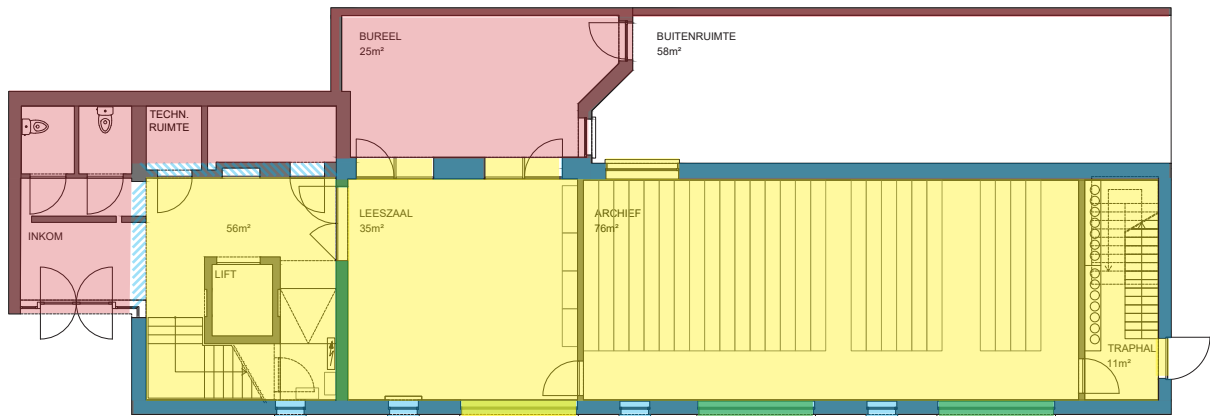 BUREEL
25m²
BUITENRUIMTE
58m²
TECHN.
RUIMTE
INKOM
56m²
LIFT
LEESZAAL
35m²
ARCHIEF
76m²
TRAPHAL
11m²